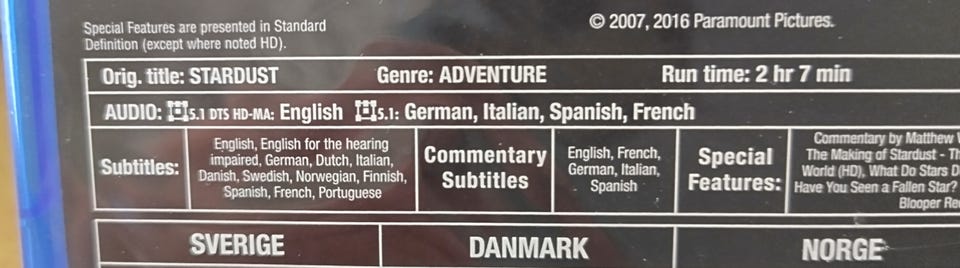 Special Features are presented in Standard
Definition (except where noted HD).
© 2007, 2016 Paramount Pictures.
Orig. title: STARDUST Genre: ADVENTURE Run time: 2 hr 7 min
AUDIO: 5.1 DTS HD-MA: English 5.1: German, Italian, Spanish, French
Subtitles:
English, English for the hearing
impaired, German, Dutch, Italian,
Danish, Swedish, Norwegian, Finnish,
Spanish, French, Portuguese
Commentary
Subtitles
English, French,
German, Italian,
Spanish
Special
Features:
Commentary by Matthew
The Making of Stardust -
World (HD), What Do Stars
Have You Seen a Fallen Star?
Blooper
SVERIGE DANMARK NORGE